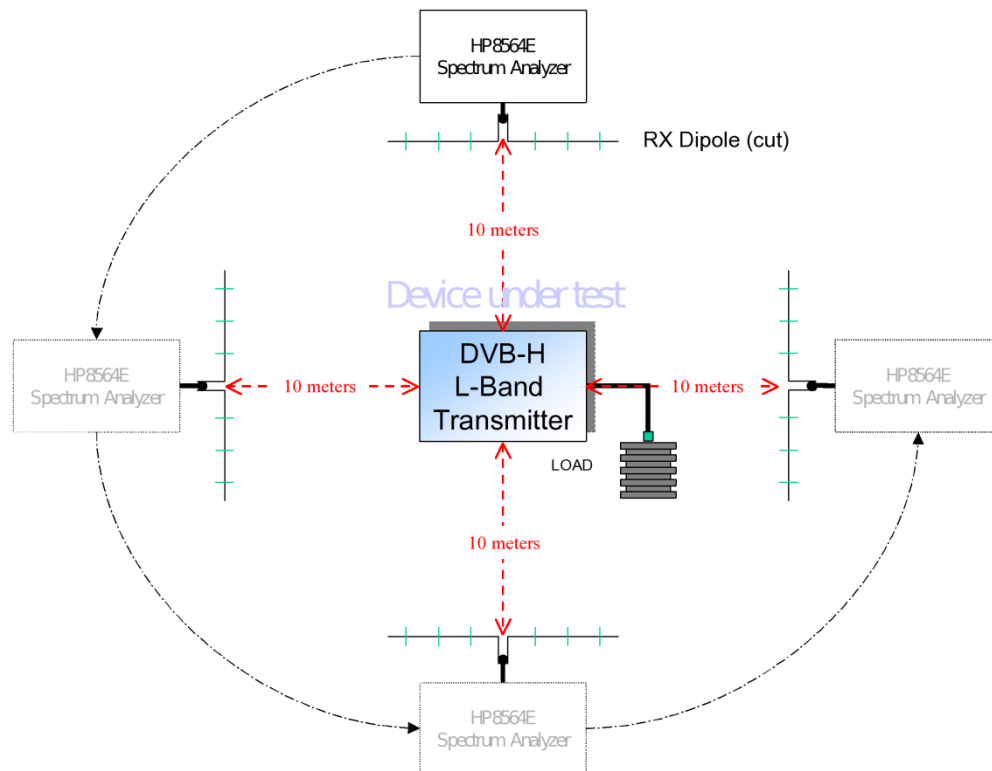 HP8564E
Spectrum Analyzer
RX Dipole (cut)
10 meters
Device under test
HP8564E
Spectrum Analyzer
10 meters
DVB-H
L-Band
Transmitter
10 meters
HP8564E
Spectrum Analyzer
LOAD
10 meters
HP8564E
Spectrum Analyzer